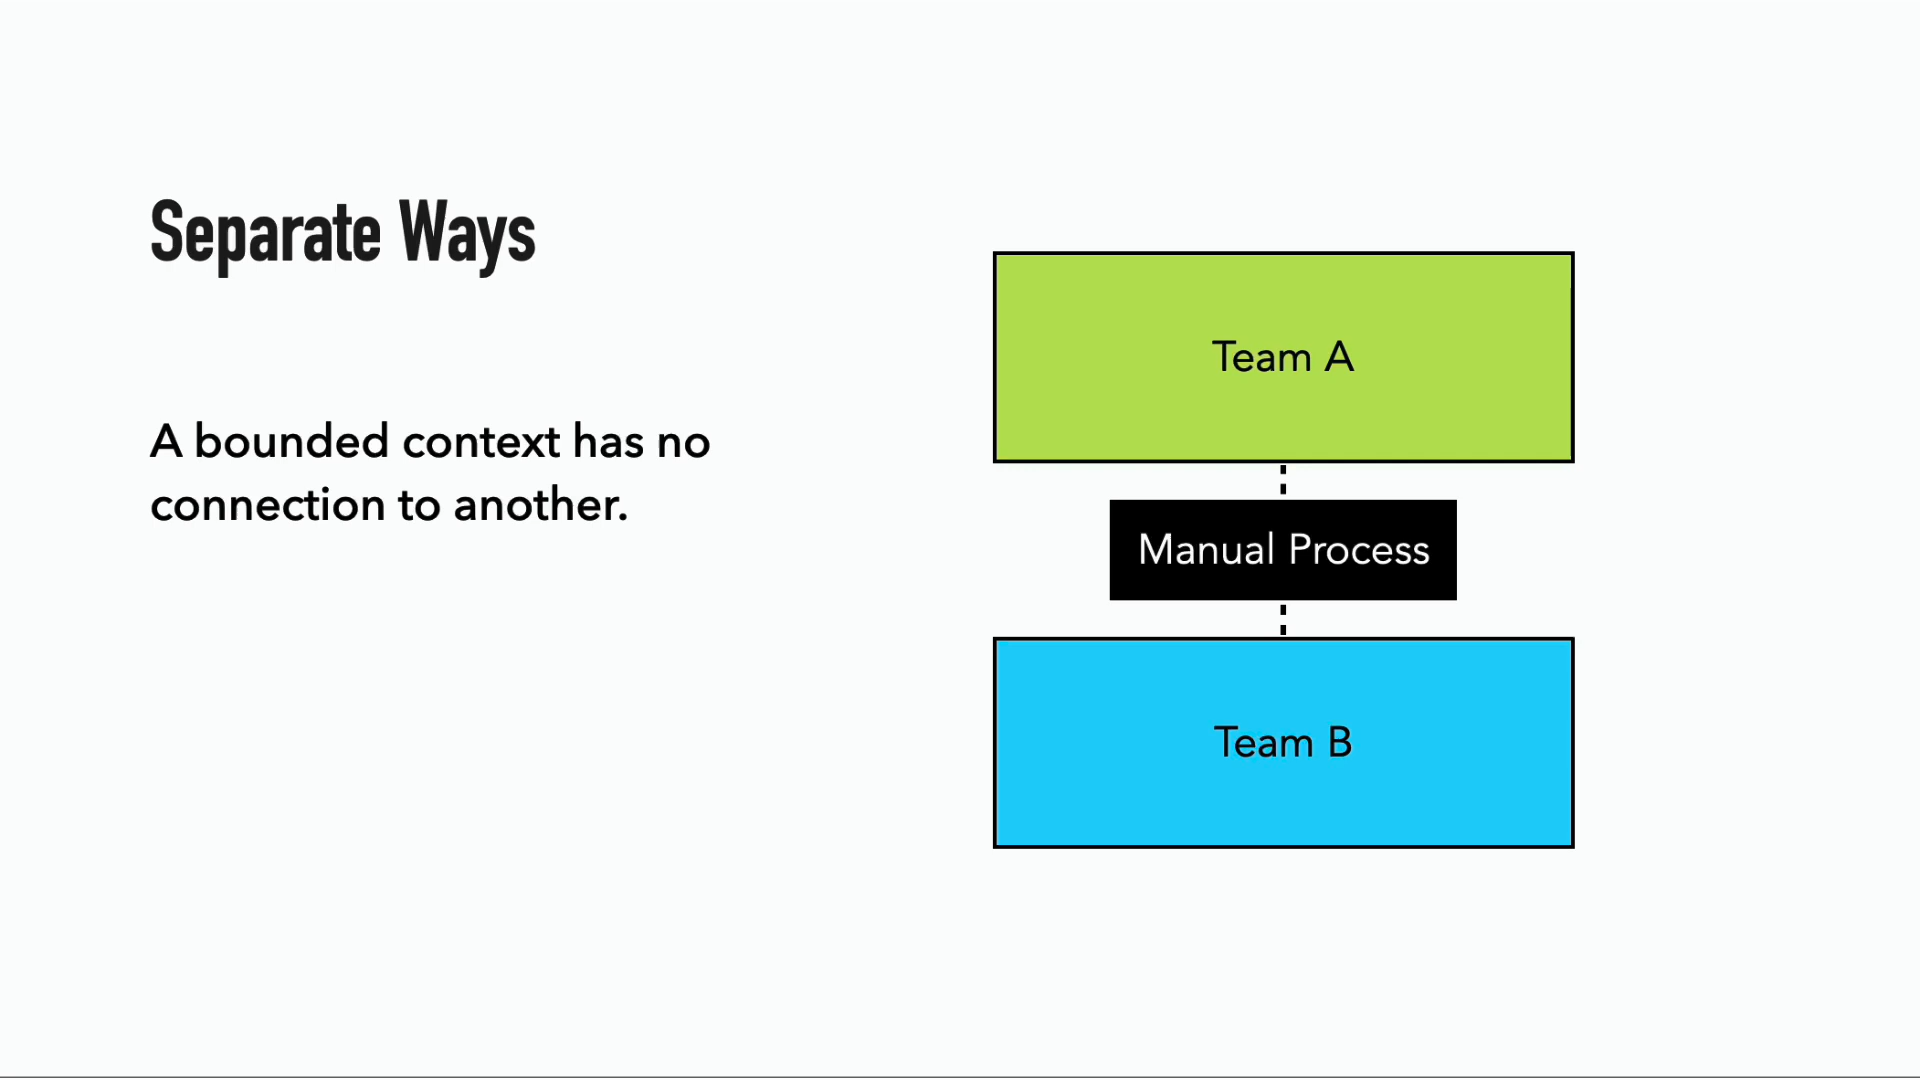 Separate Ways
A bounded context has no
connection to another.
Team A
Manual Process
Team B